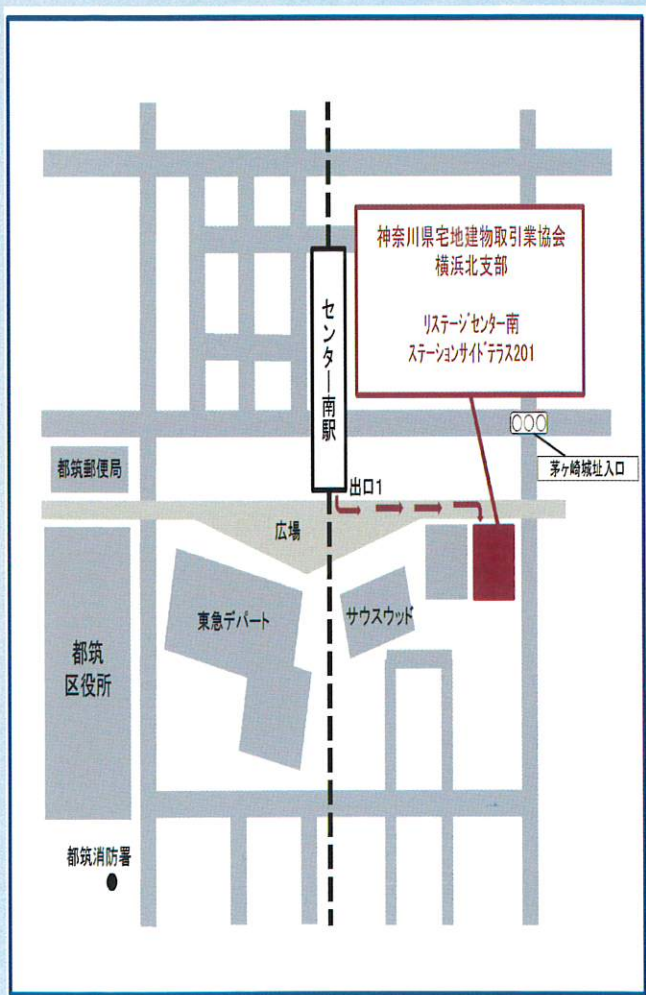 神奈川県宅地建物取引業協会
横浜北支部
リステージセンター南
ステーションサイドテラス201
センター南駅
茅ヶ崎城址入口
都筑郵便局
出口1
広場
東急デパート
サウスウッド
都筑
区役所
都筑消防署